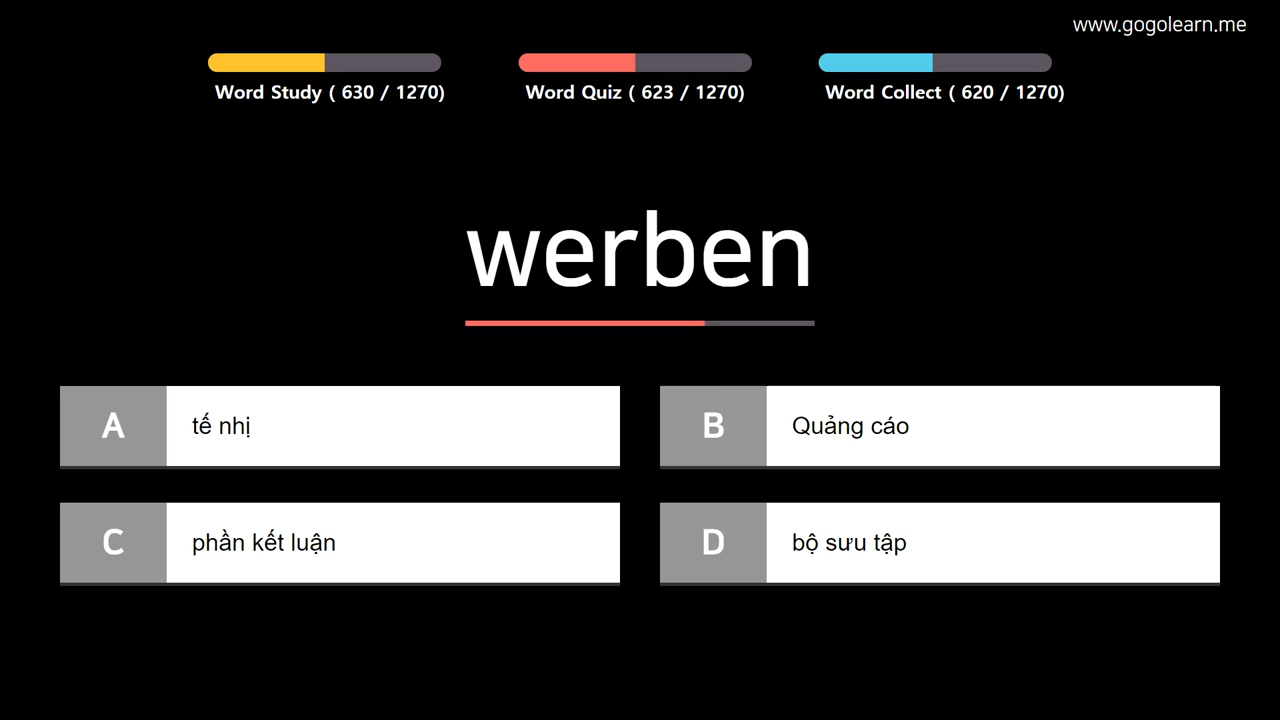 www.gogolearn.me
Word Study ( 630 / 1270)
Word Quiz ( 623 / 1270)
Word Collect ( 620 / 1270)
werben
A
tế nhị
B
Quảng cáo
C
phần kết luận
D
bộ sưu tập